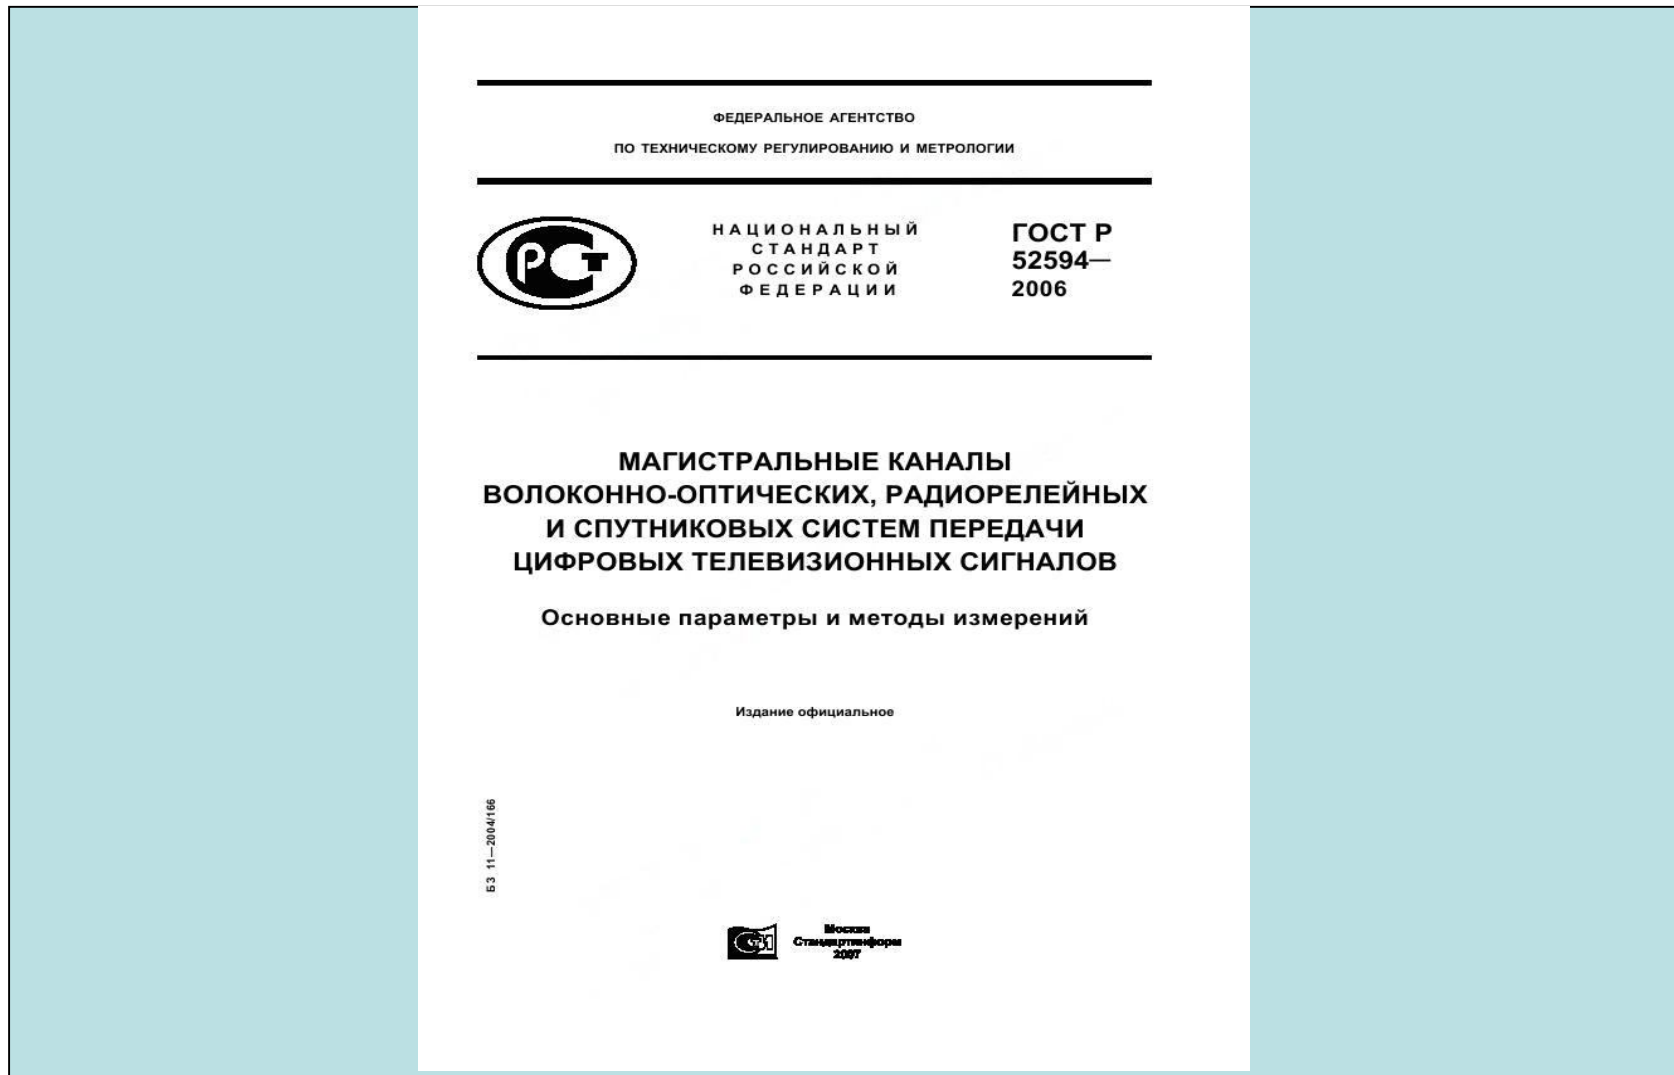 ФЕДЕРАЛЬНОЕ АГЕНТСТВО
ПО ТЕХНИЧЕСКОМУ РЕГУЛИРОВАНИЮ И МЕТРОЛОГИИ
РСТ
НАЦИОНАЛЬНЫЙ
СТАНДАРТ
РОССИЙСКОЙ
ФЕДЕРАЦИИ
ГОСТ Р
52594—
2006
МАГИСТРАЛЬНЫЕ КАНАЛЫ
ВОЛОКОННО-ОПТИЧЕСКИХ, РАДИОРЕЛЕЙНЫХ
И СПУТНИКОВЫХ СИСТЕМ ПЕРЕДАЧИ
ЦИФРОВЫХ ТЕЛЕВИЗИОННЫХ СИГНАЛОВ
Основные параметры и методы измерений
Издание официальное
БЗ 11—2004/166
Москва
Стандартинформ
2007